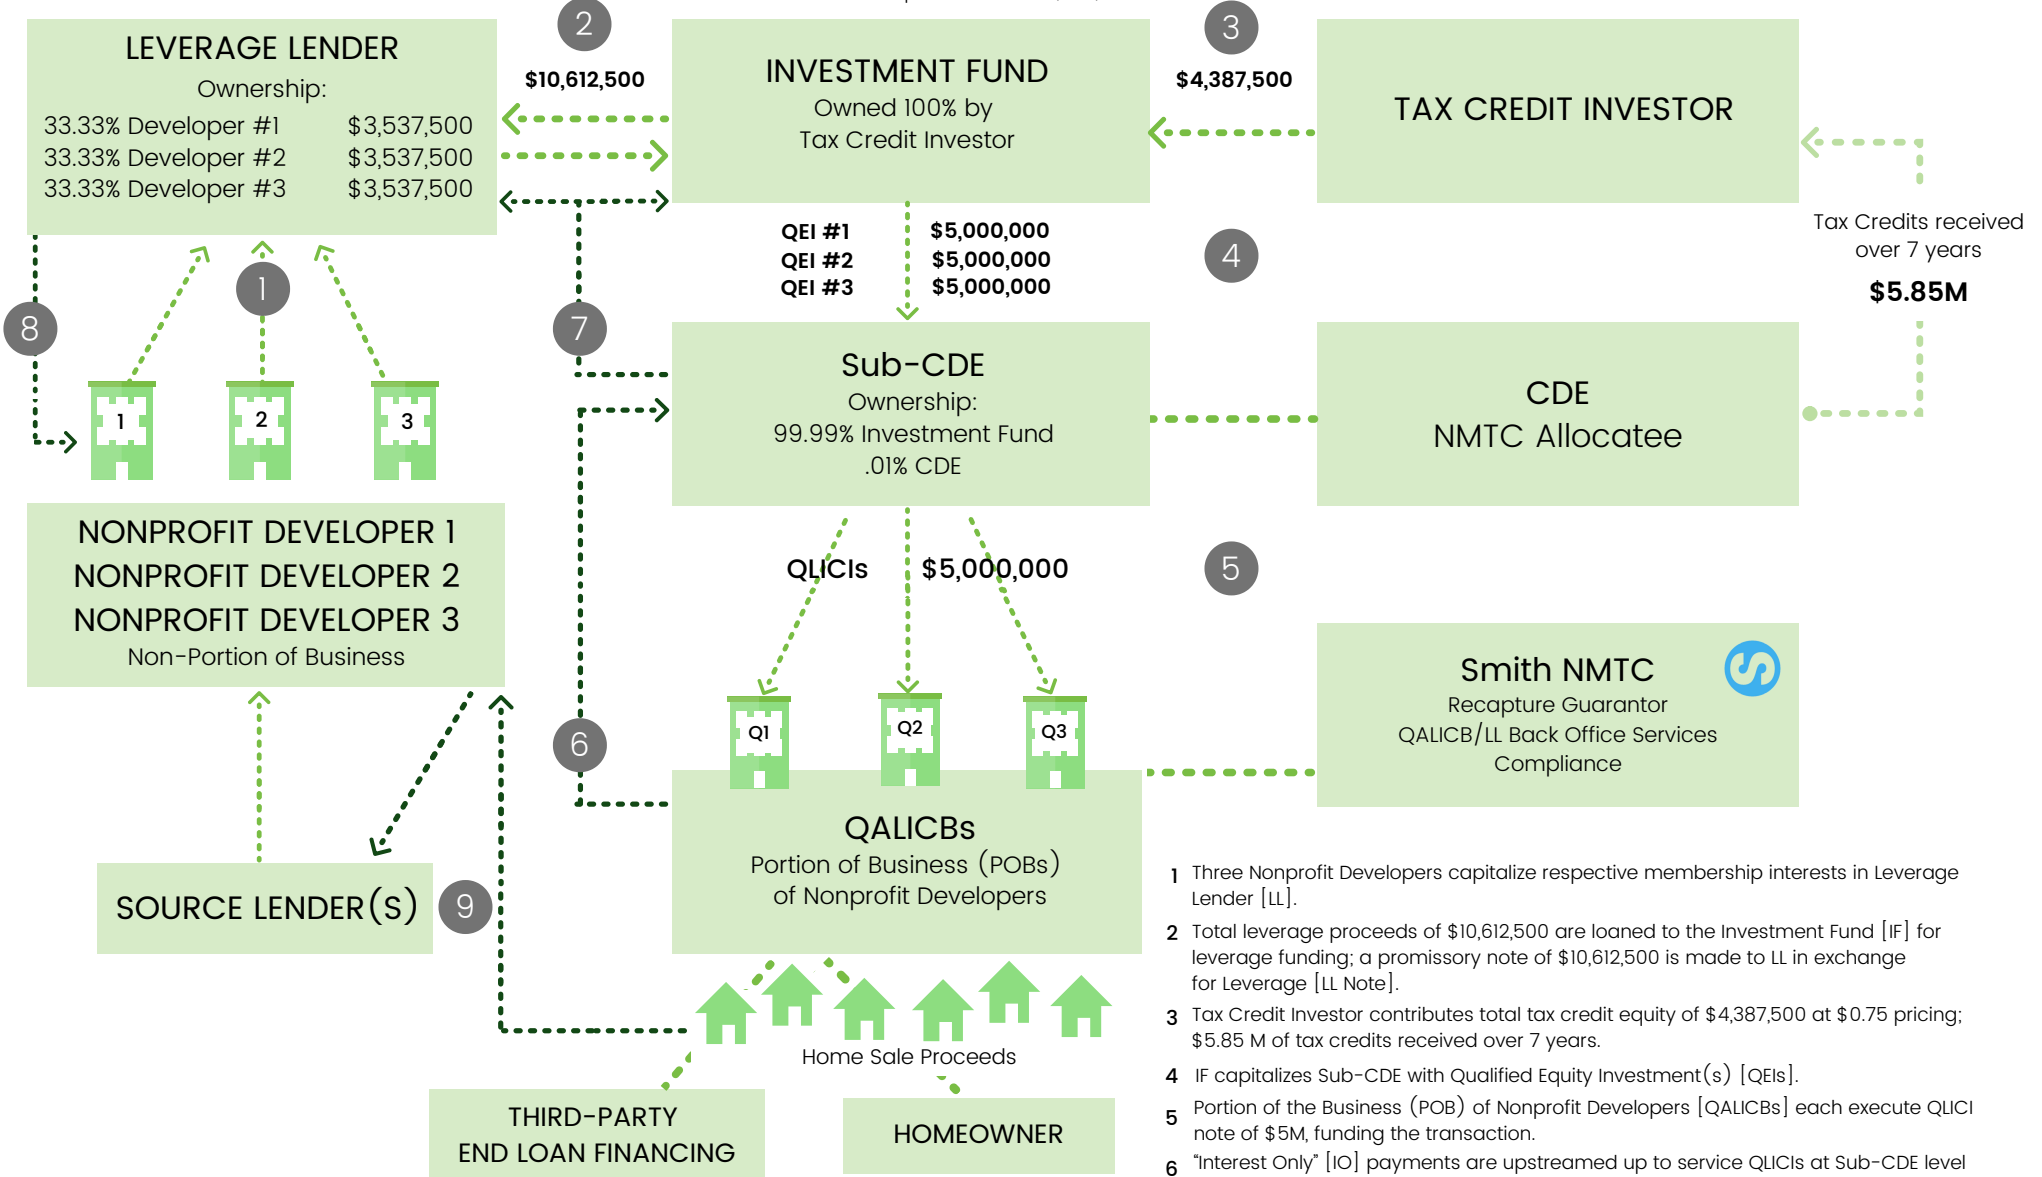 2
3
LEVERAGE LENDER
Ownership:
33.33% Developer #1 $3,537,500
33.33% Developer #2 $3,537,500
33.33% Developer #3 $3,537,500
$10,612,500
INVESTMENT FUND
Owned 100% by
Tax Credit Investor
$4,387,500
TAX CREDIT INVESTOR
Tax Credits received
over 7 years
$5.85M
QEI #1 $5,000,000
QEI #2 $5,000,000
QEI #3 $5,000,000
4
1
8
7
1
2
3
Sub-CDE
Ownership:
99.99% Investment Fund
.01% CDE
CDE
NMTC Allocatee
NONPROFIT DEVELOPER 1
NONPROFIT DEVELOPER 2
NONPROFIT DEVELOPER 3
Non-Portion of Business
QLICIs $5,000,000
5
Smith NMTC
Recapture Guarantor
QALICB/LL Back Office Services
Compliance
6
Q1
Q2
Q3
QALICBs
Portion of Business (POBs)
of Nonprofit Developers
SOURCE LENDER(S)
9
Home Sale Proceeds
THIRD-PARTY
END LOAN FINANCING
HOMEOWNER
1 Three Nonprofit Developers capitalize respective membership interests in Leverage
Lender [LL].
2 Total leverage proceeds of $10,612,500 are loaned to the Investment Fund [IF] for
leverage funding; a promissory note of $10,612,500 is made to LL in exchange
for Leverage [LL Note].
3 Tax Credit Investor contributes total tax credit equity of $4,387,500 at $0.75 pricing;
$5.85 M of tax credits received over 7 years.
4 IF capitalizes Sub-CDE with Qualified Equity Investment(s) [QEIs].
5 Portion of the Business (POB) of Nonprofit Developers [QALICBs] each execute QLICI
note of $5M, funding the transaction.
6 “Interest Only” [IO] payments are upstreamed up to service QLICIs at Sub-CDE level